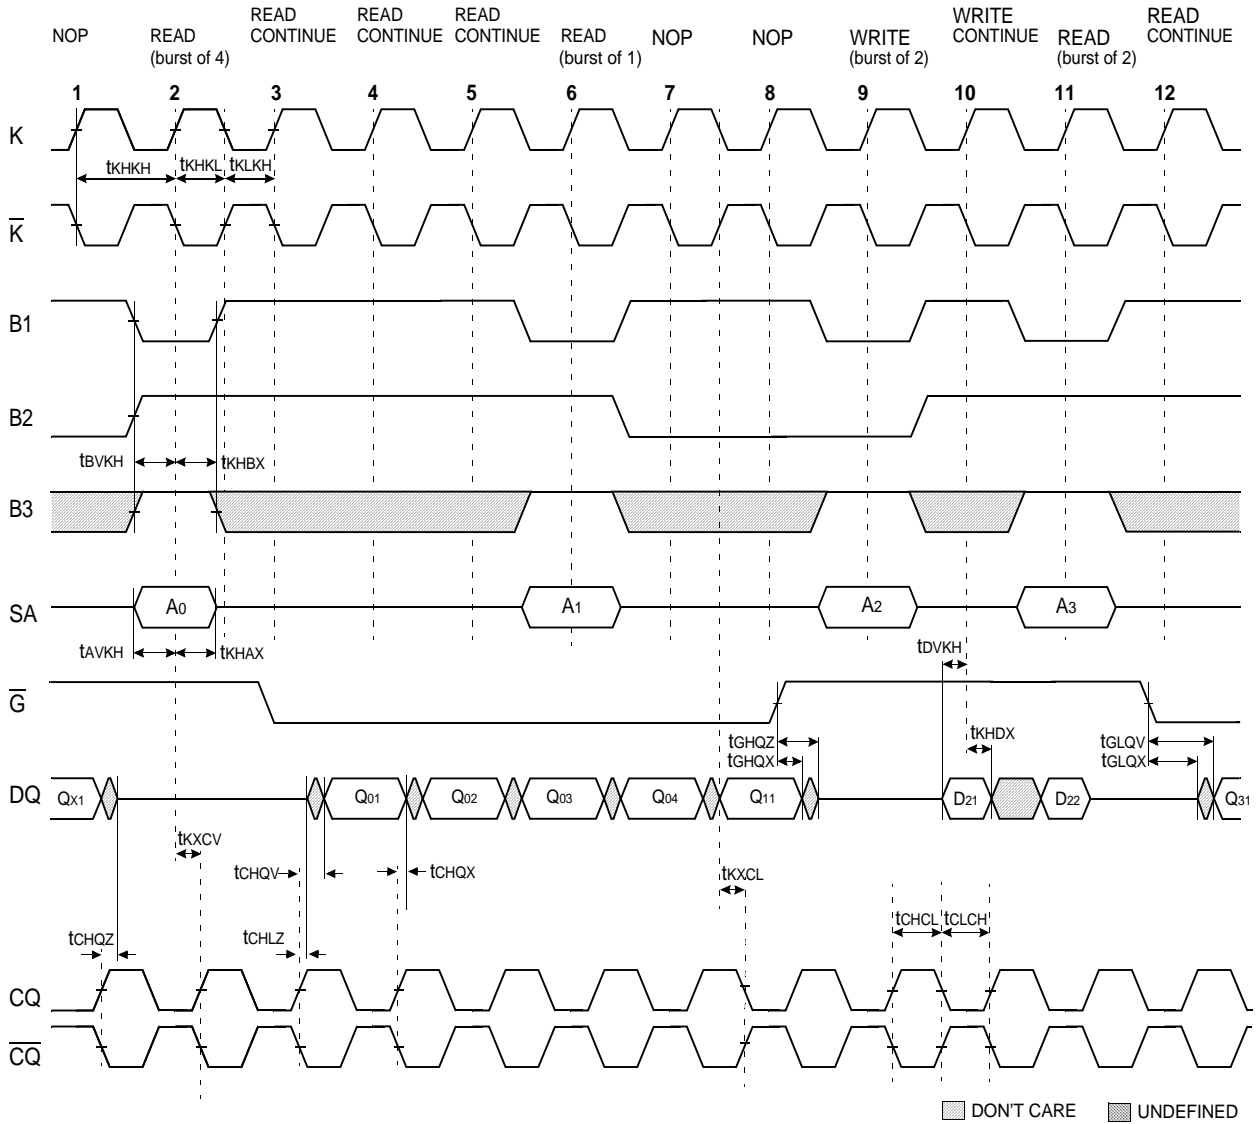 NOP
READ
(burst of 4)
READ
CONTINUE
READ
CONTINUE
READ
CONTINUE
READ
(burst of 1)
NOP
NOP
WRITE
(burst of 2)
WRITE
CONTINUE
READ
(burst of 2)
READ
CONTINUE
1 2 3 4 5 6 7 8 9 10 11 12
K
tKHKH tKHKL tKLKH
K
B1
B2
tBVKH tKHBX
B3
SA A0 A1 A2 A3
tAVKH tKHAX tDVKH
G
tGHQZ tKHDX tGLQV
tGHQX tGLQX
DQ QX1 Q01 Q02 Q03 Q04 Q11 D21 D22 Q31
tKXCV
tCHQV tCHQX tKXCL
tCHCL tCLCH
tCHQZ tCHLZ
CQ
CQ
DON'T CARE UNDEFINED